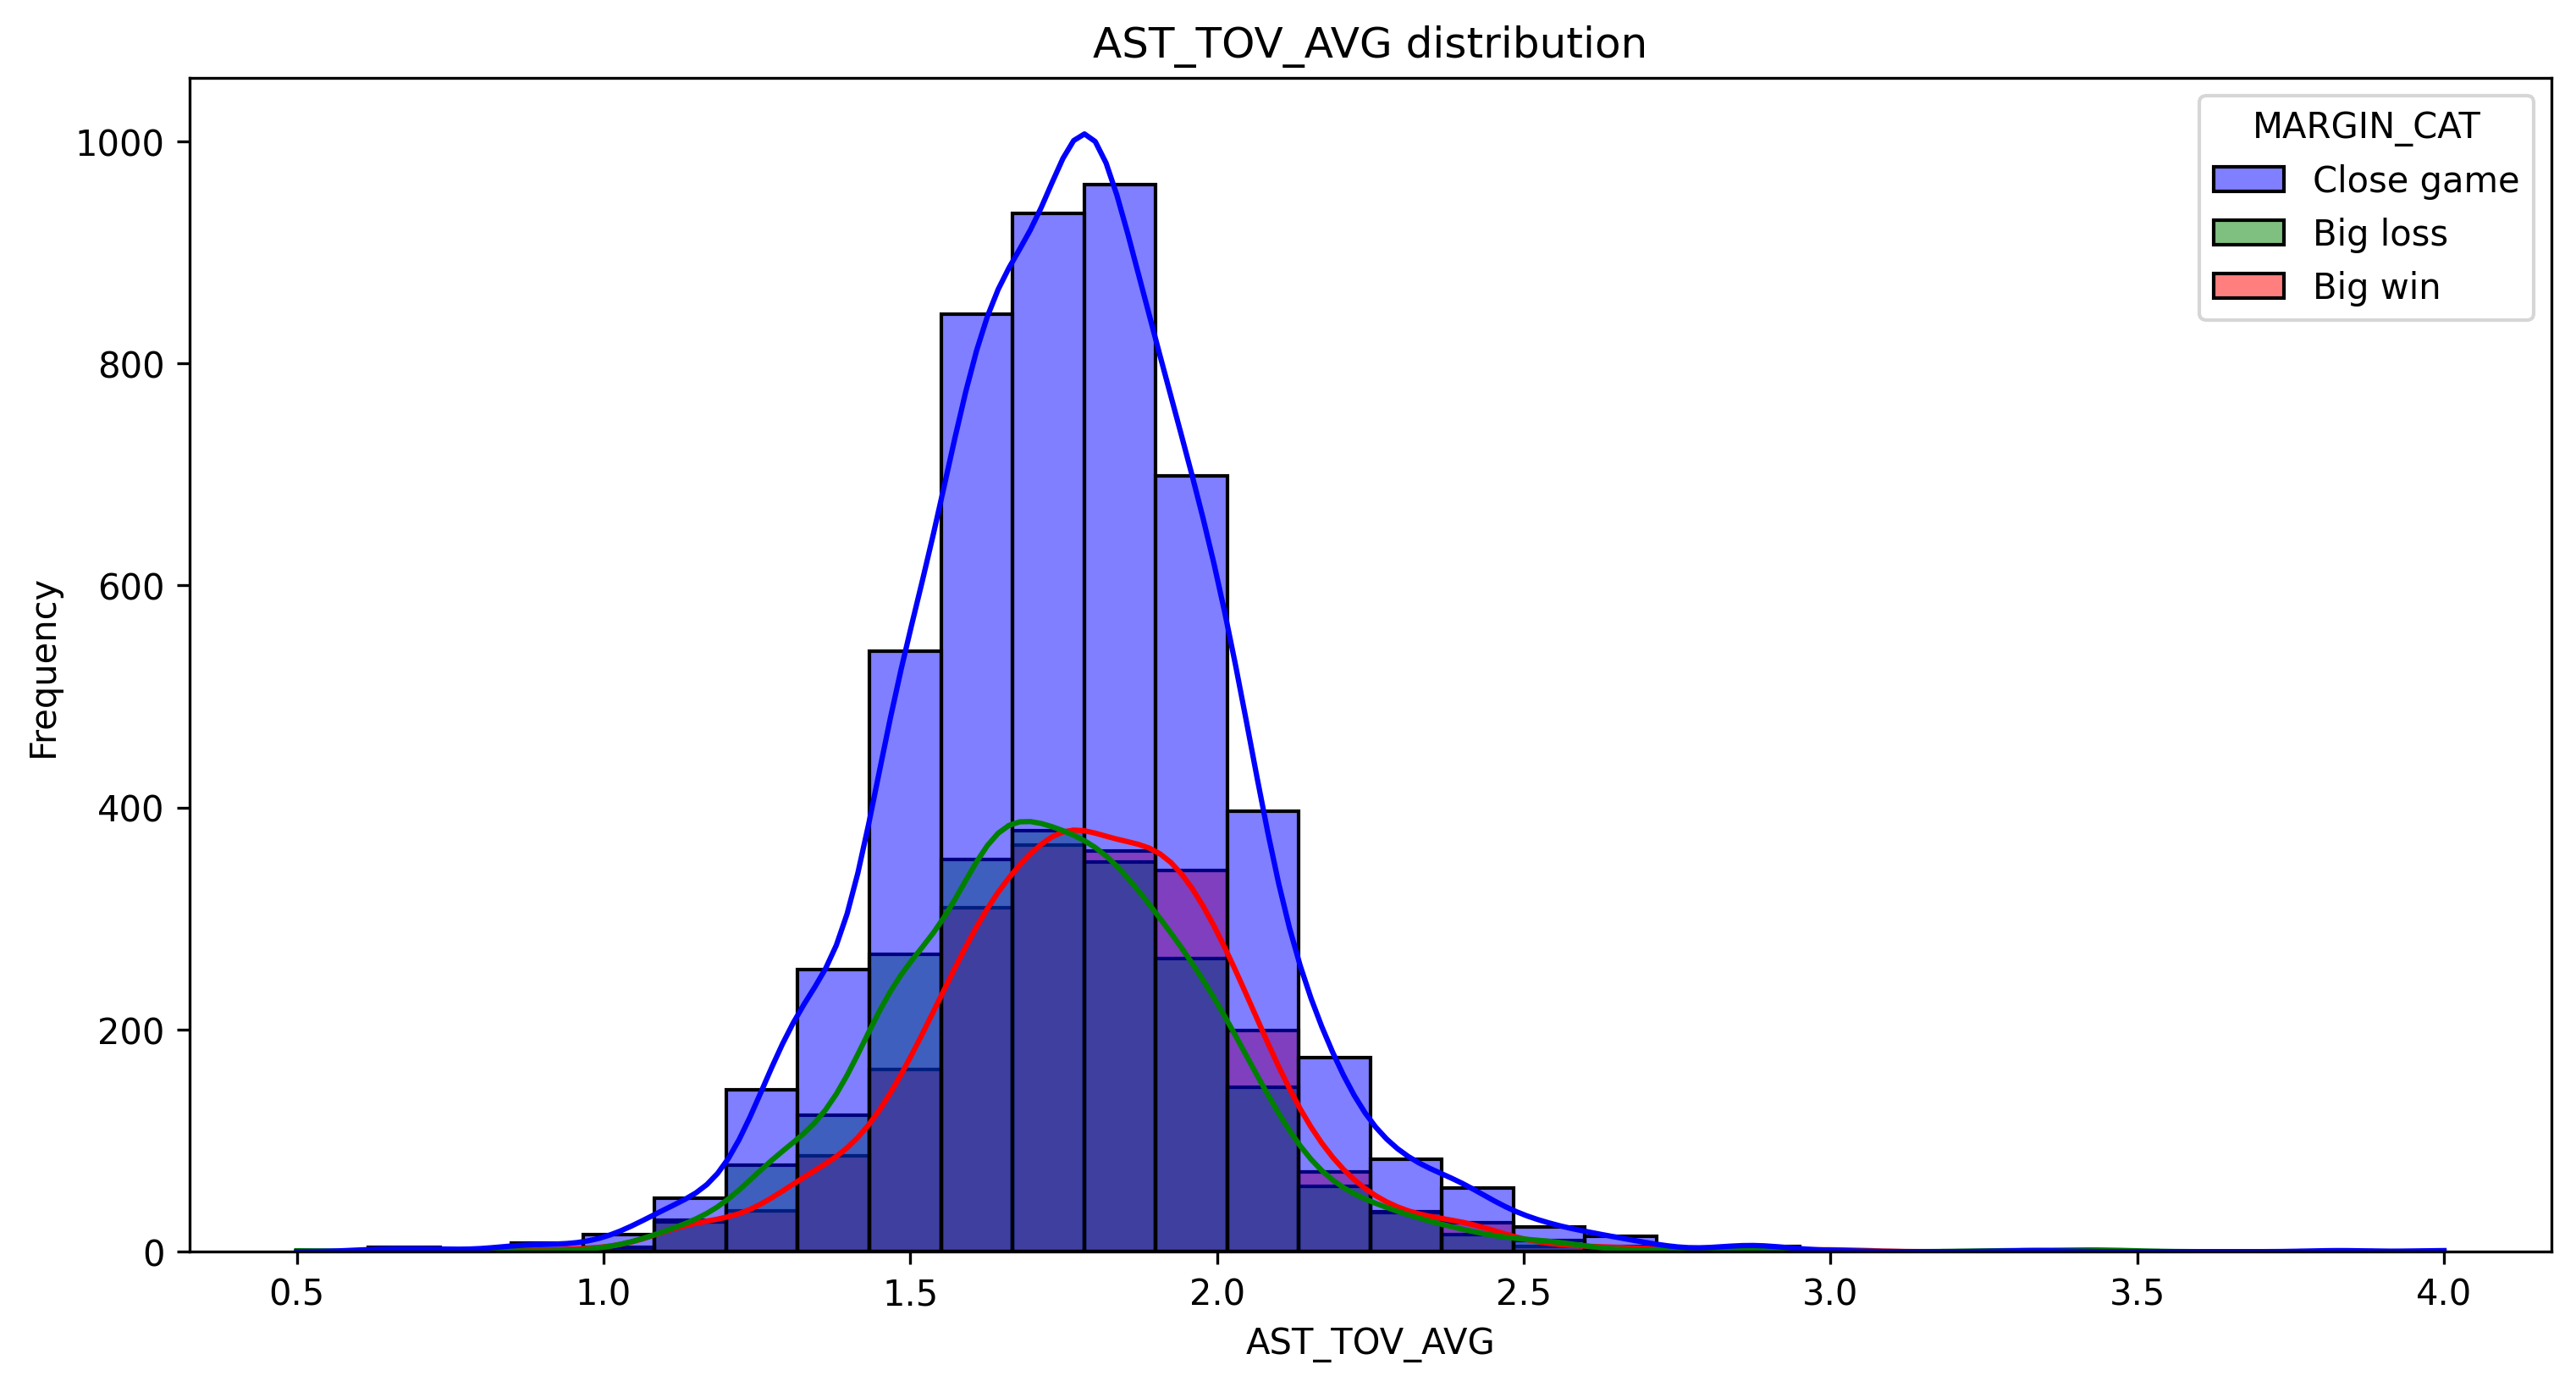 AST_TOV_AVG distribution
MARGIN_CAT
Close game
Big loss
Big win
Frequency
1000
800
600
400
200
0
0.5 1.0 1.5 2.0 2.5 3.0 3.5 4.0
AST_TOV_AVG